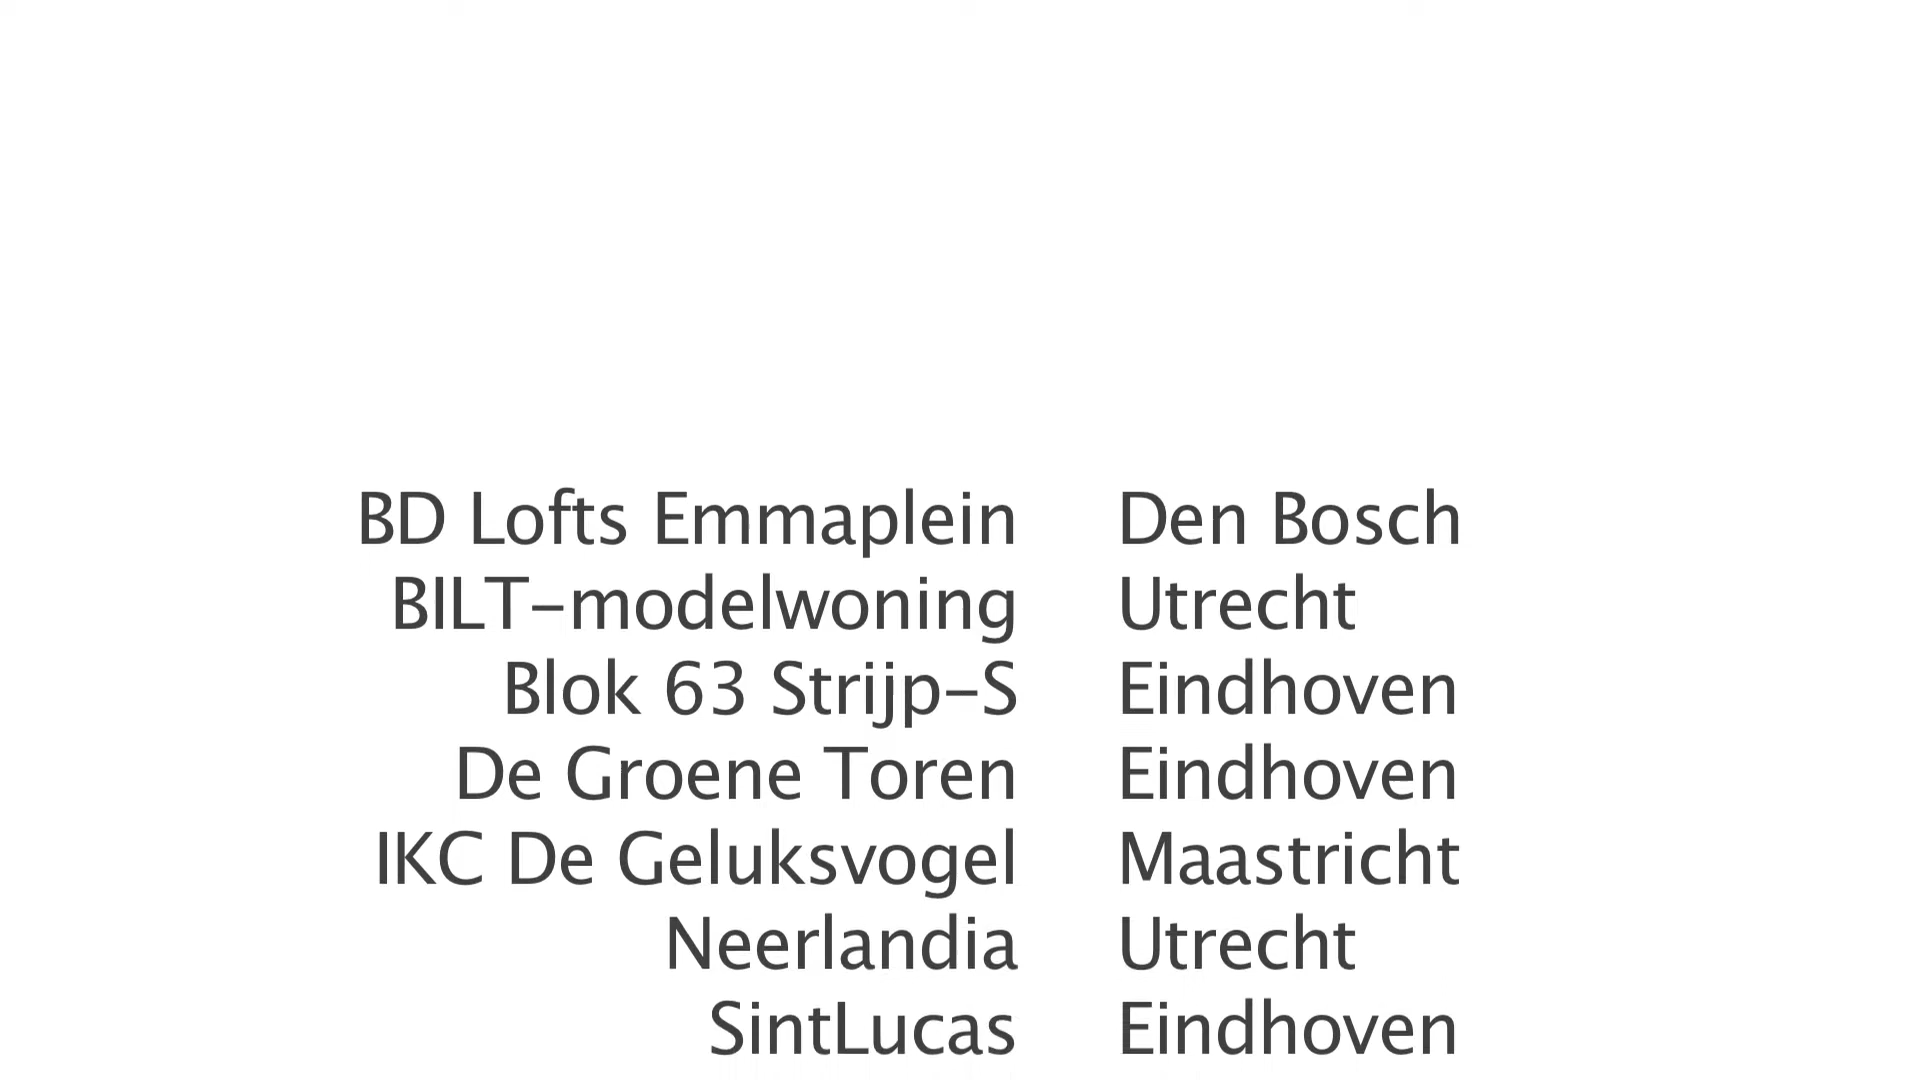 BD Lofts Emmaplein Den Bosch
BILT-modelwoning Utrecht
Blok 63 Strijp-S Eindhoven
De Groene Toren Eindhoven
IKC De Geluksvogel Maastricht
Neerlandia Utrecht
SintLucas Eindhoven